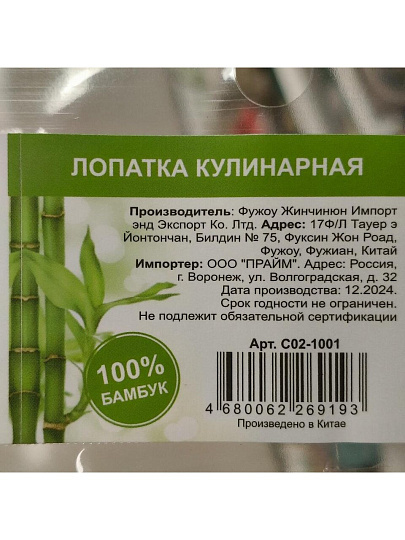 ЛОПАТКА КУЛИНАРНАЯ
Производитель: Фужоу Жинчинюн Импорт
энд Экспорт Ко. Лтд. Адрес: 17Ф/Л Тауер э
Йонтончан, Билдин № 75, Фуксин Жон Роад,
Фужоу, Фужиан, Китай
Импортер: ООО "ПРАЙМ". Адрес: Россия,
г. Воронеж, ул. Волгоградская, д. 32
Дата производства: 12.2024.
Срок годности не ограничен.
Не подлежит обязательной сертификации
Арт. С02-1001
100%
БАМБУК
4 680062 269193
Произведено в Китае